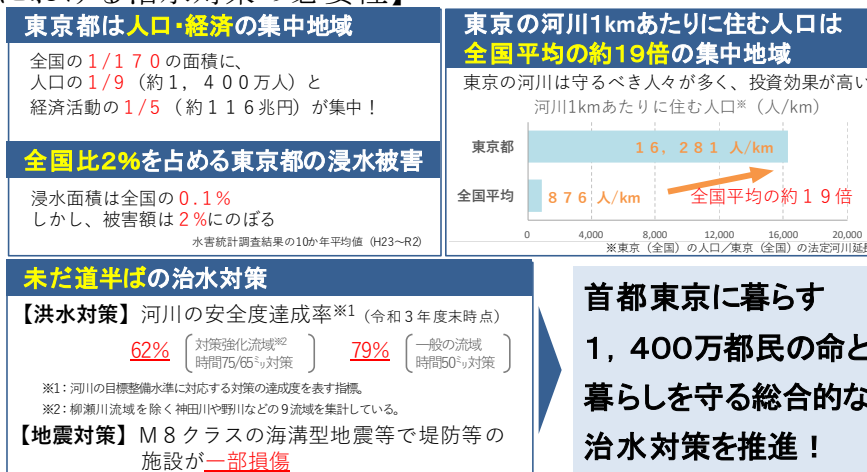 における治水対策の必要性】
東京都は人口・経済の集中地域
全国の1/170の面積に、
人口の1/9（約1，400万人）と
経済活動の1/5（約116兆円）が集中！
全国比2%を占める東京都の浸水被害
浸水面積は全国の0.1%
しかし、被害額は2%にのぼる
水害統計調査結果の10か年平均値（H23～R2）
東京の河川1kmあたりに住む人口は
全国平均の約19倍の集中地域
東京の河川は守るべき人々が多く、投資効果が高い
河川1kmあたりに住む人口※（人/km）
東京都
16，281 人/km
全国平均
876 人/km
全国平均の約19倍
0 4,000 8,000 12,000 16,000 20,000
※東京（全国）の人口／東京（全国）の法定河川延長
未だ道半ばの治水対策
【洪水対策】河川の安全度達成率※1（令和3年度末時点）
62% 対策強化流域※2 時間75/65㍉対策
79% 一般の流域 時間50㍉対策
※1：河川の目標整備水準に対応する対策の達成度を表す指標。
※2：柳瀬川流域を除く神田川や野川などの9流域を集計している。
【地震対策】M8クラスの海溝型地震等で堤防等の
施設が一部損傷
首都東京に暮らす
1，400万都民の命と
暮らしを守る総合的な
治水対策を推進！